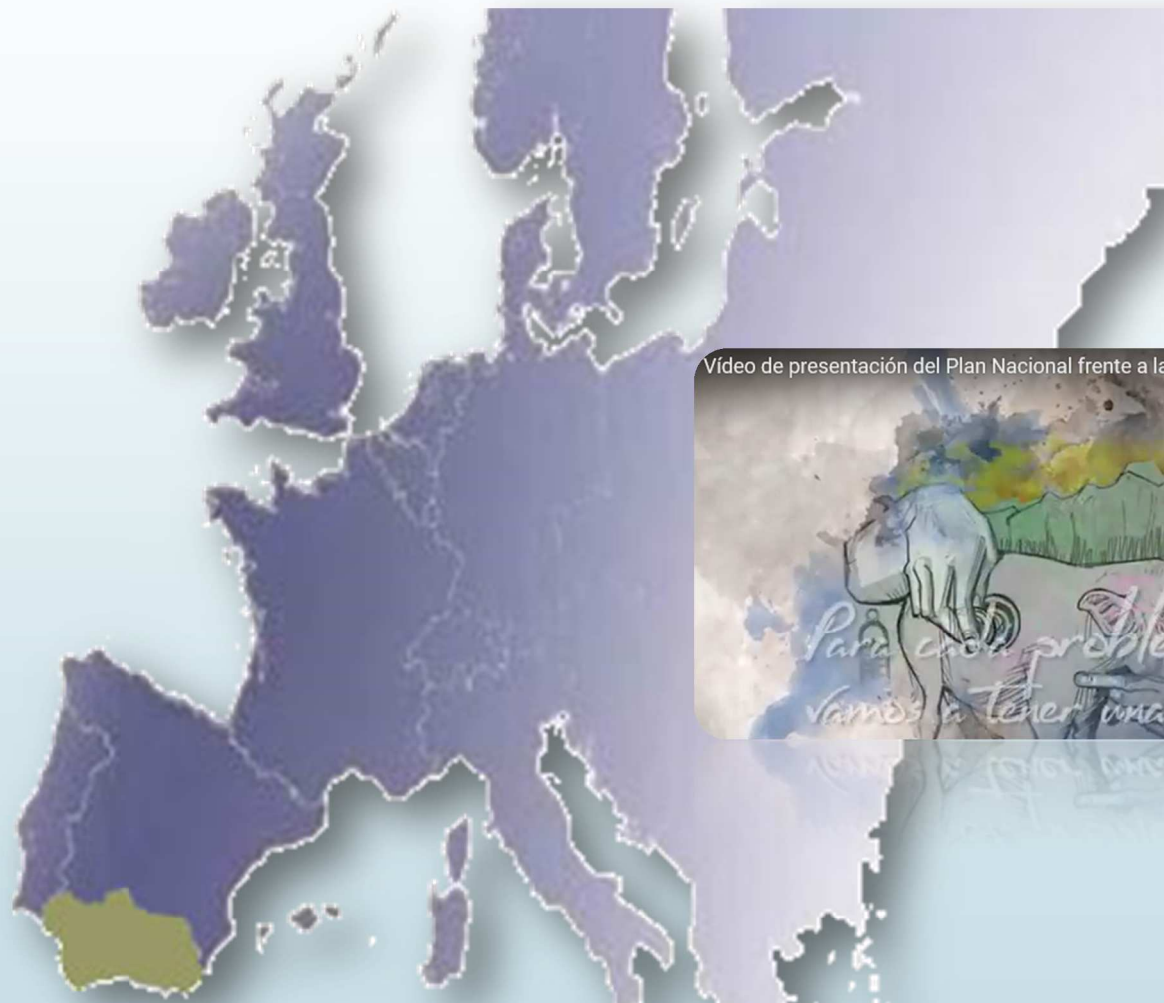 Vídeo de presentación del Plan Nacional frente a la
Para cada proble
vamos a tener una